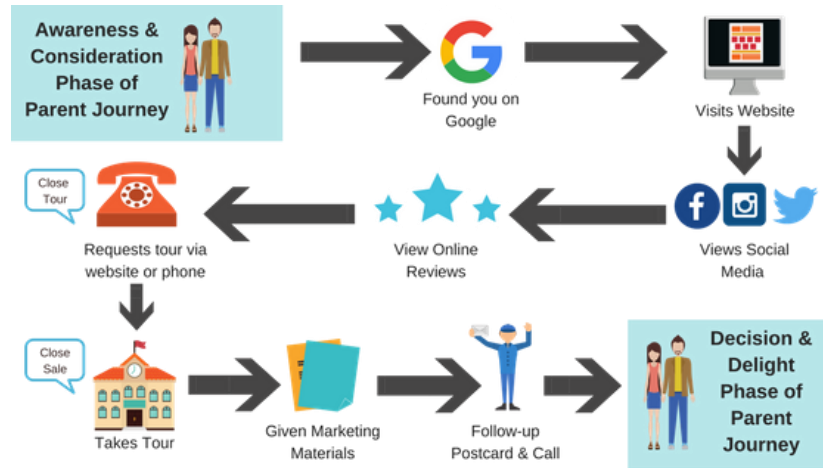 Awareness &
Consideration
Phase of
Parent Journey
Found you on
Google
Visits Website
Close
Tour
Requests tour via
website or phone
View Online
Reviews
Views Social
Media
Close
Sale
Takes Tour
Given Marketing
Materials
Follow-up
Postcard & Call
Decision &
Delight
Phase of
Parent
Journey